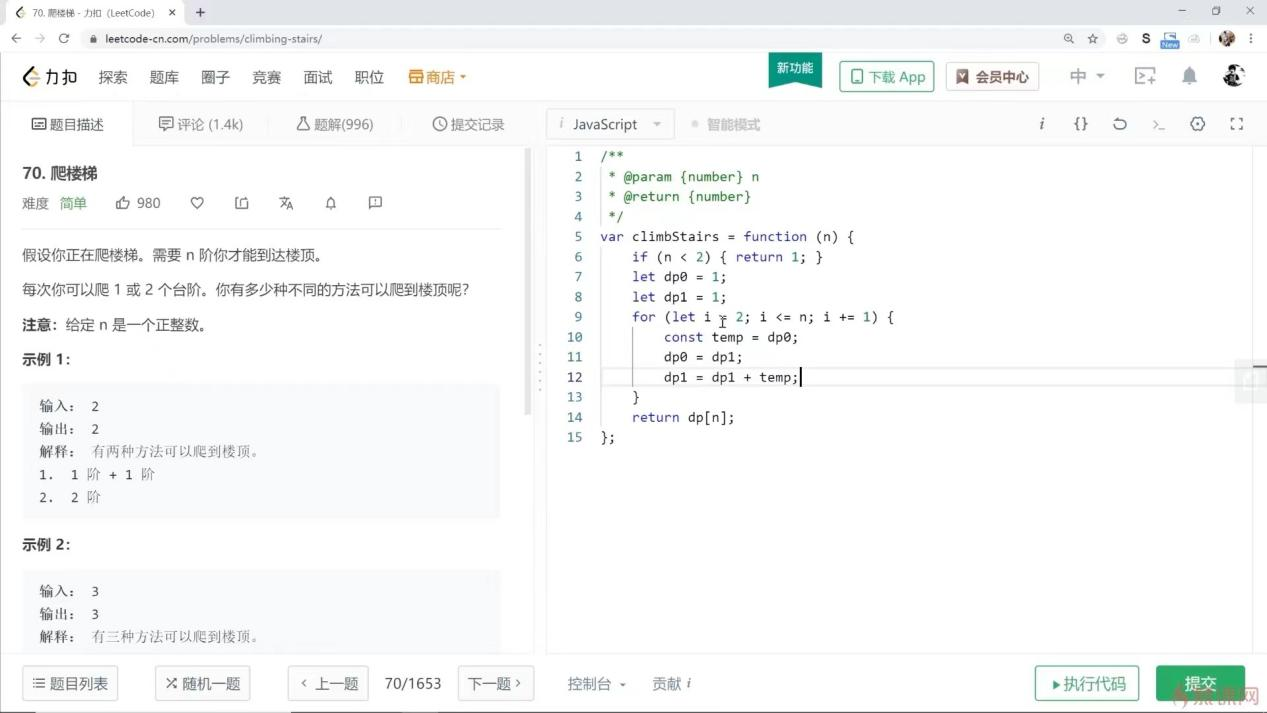 70. 爬楼梯 - 力扣（LeetCode）
leetcode-cn.com/problems/climbing-stairs/
S
New
力扣 探索 题库 圈子 竞赛 面试 职位 商店 新功能 下载 App 会员中心 中
题目描述 评论 (1.4k) 题解(996) 提交记录 i JavaScript 智能模式 i {} >_
70. 爬楼梯
难度 简单 980
假设你正在爬楼梯。需要 n 阶你才能到达楼顶。
每次你可以爬 1 或 2 个台阶。你有多少种不同的方法可以爬到楼顶呢？
注意：给定 n 是一个正整数。
示例 1：
输入： 2
输出： 2
解释： 有两种方法可以爬到楼顶。
1. 1 阶 + 1 阶
2. 2 阶
示例 2：
输入： 3
输出： 3
解释： 有三种方法可以爬到楼顶。
1 /**
2 * @param {number} n
3 * @return {number}
4 */
5 var climbStairs = function (n) {
6 if (n < 2) { return 1; }
7 let dp0 = 1;
8 let dp1 = 1;
9 for (let i = 2; i <= n; i += 1) {
10 const temp = dp0;
11 dp0 = dp1;
12 dp1 = dp1 + temp;
13 }
14 return dp[n];
15 };
题目列表 随机一题 上一题 70/1653 下一题 控制台 贡献 i 执行代码 提交
慕课网